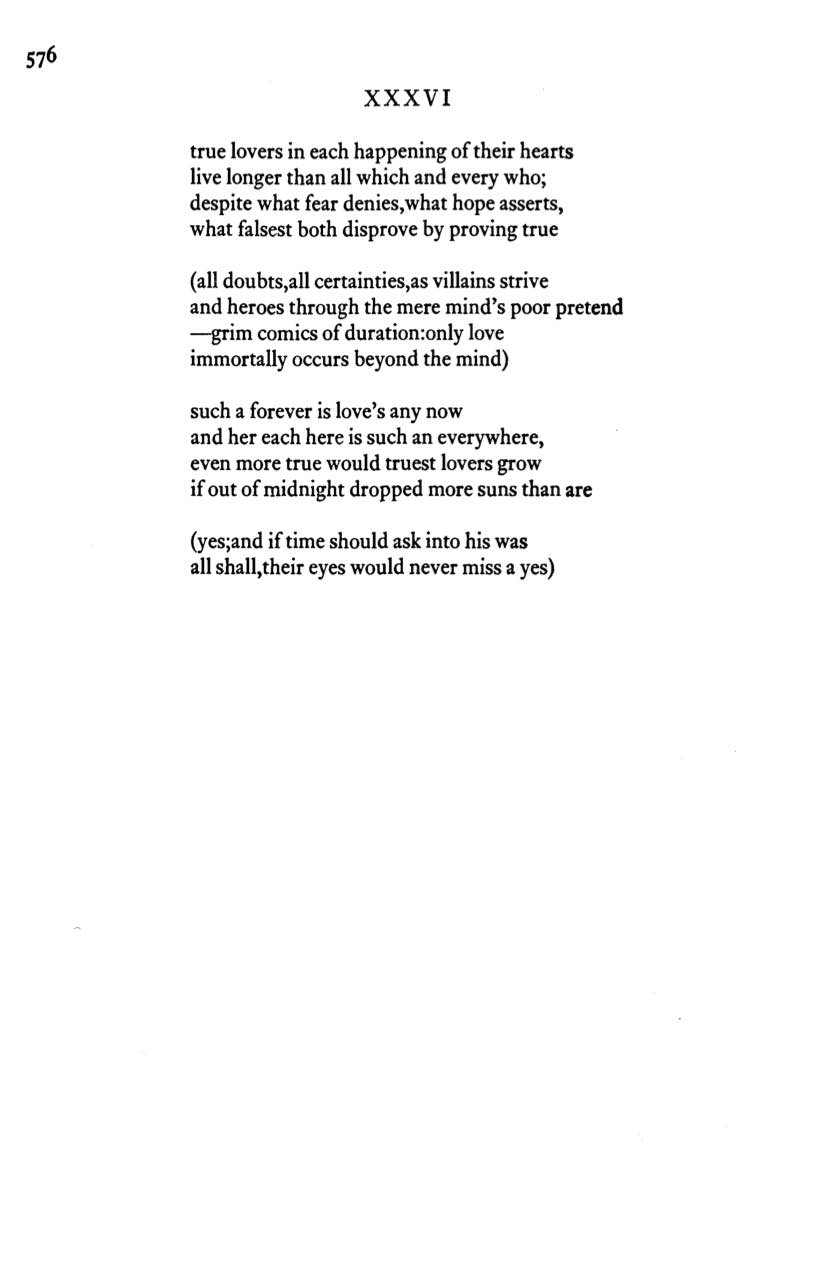 576
XXXVI
true lovers in each happening of their hearts
live longer than all which and every who;
despite what fear denies,what hope asserts,
what falsest both disprove by proving true
(all doubts,all certainties,as villains strive
and heroes through the mere mind's poor pretend
—grim comics of duration:only love
immortally occurs beyond the mind)
such a forever is love's any now
and her each here is such an everywhere,
even more true would truest lovers grow
if out of midnight dropped more suns than are
(yes;and if time should ask into his was
all shall,their eyes would never miss a yes)